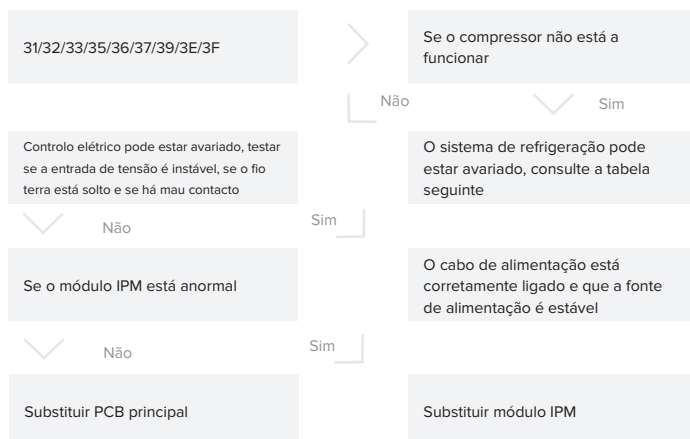 31/32/33/35/36/37/39/3E/3F
Se o compressor não está a
funcionar
Não
Sim
Controlo elétrico pode estar avariado, testar
se a entrada de tensão é instável, se o fio
terra está solto e se há mau contacto
O sistema de refrigeração pode
estar avariado, consulte a tabela
seguinte
Não
Sim
Se o módulo IPM está anormal
O cabo de alimentação está
corretamente ligado e que a fonte
de alimentação é estável
Não
Sim
Substituir PCB principal
Substituir módulo IPM